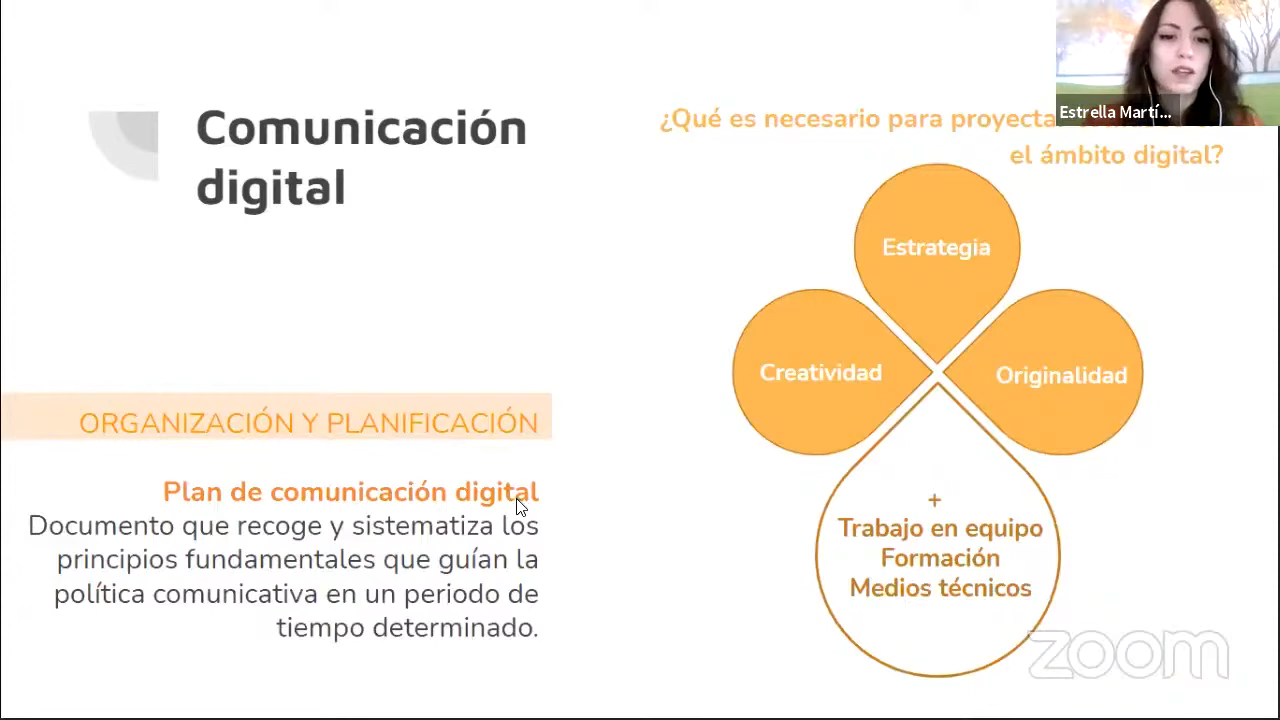 Comunicación
digital
ORGANIZACIÓN Y PLANIFICACIÓN
Plan de comunicación digital
Documento que recoge y sistematiza los
principios fundamentales que guían la
política comunicativa en un periodo de
tiempo determinado.
¿Qué es necesario para
el ámbito digital?
Estrategia
Creatividad
Originalidad
+
Trabajo en equipo
Formación
Medios técnicos
Estrella Martí...
zoom